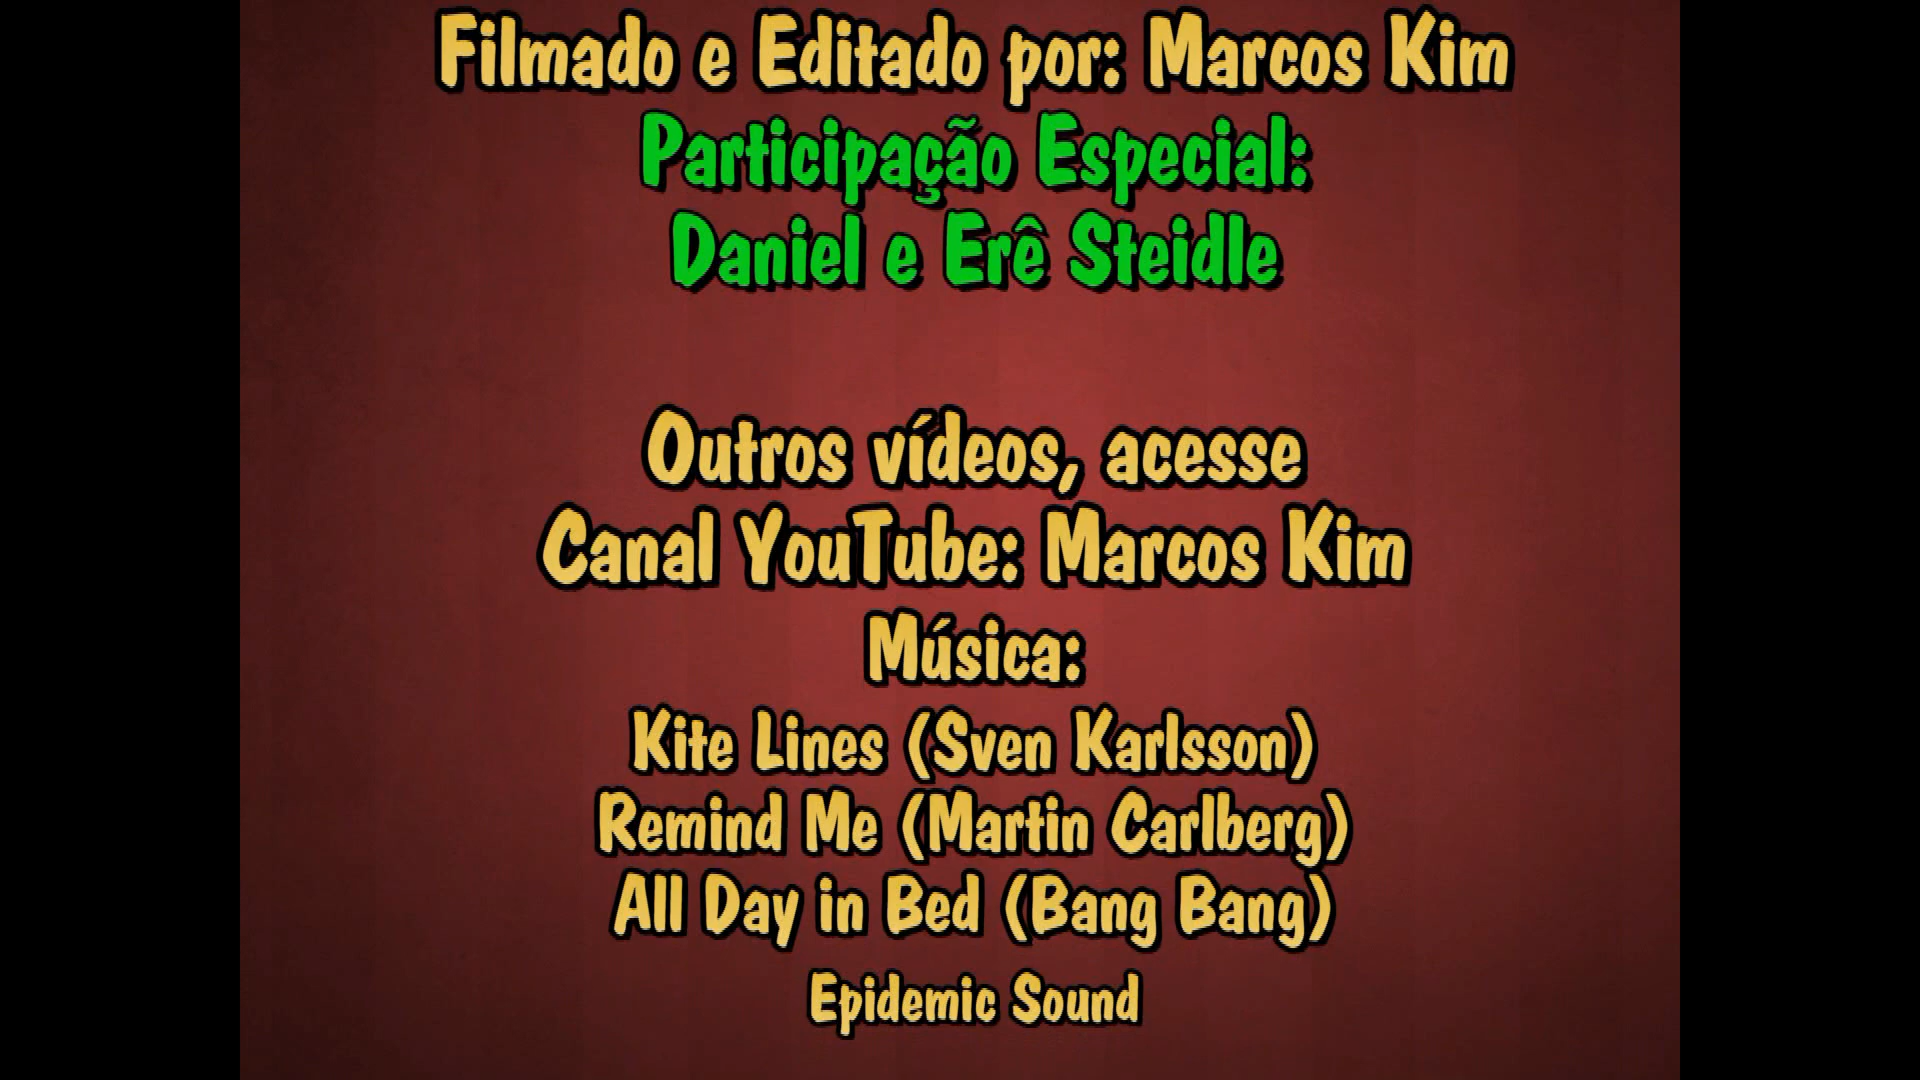 Filmado e Editado por: Marcos Kim
Participação Especial:
Daniel e Erê Steidle
Outros vídeos, acesse
Canal YouTube: Marcos Kim
Música:
Kite Lines (Sven Karlsson)
Remind Me (Martin Carlberg)
All Day in Bed (Bang Bang)
Epidemic Sound